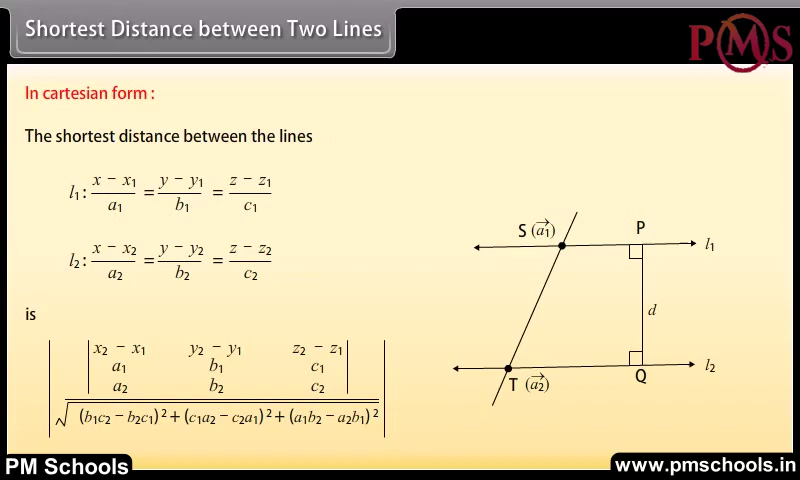 Shortest Distance between Two Lines
PMS
In cartesian form :
The shortest distance between the lines
l₁: (x − x₁)/a₁ = (y − y₁)/b₁ = (z − z₁)/c₁
l₂: (x − x₂)/a₂ = (y − y₂)/b₂ = (z − z₂)/c₂
is
x₂ − x₁ y₂ − y₁ z₂ − z₁
a₁ b₁ c₁
a₂ b₂ c₂
√ (b₁c₂ − b₂c₁)² + (c₁a₂ − c₂a₁)² + (a₁b₂ − a₂b₁)²
S (a₁→) P l₁
d
T (a₂→) Q l₂
PM Schools
www.pmschools.in